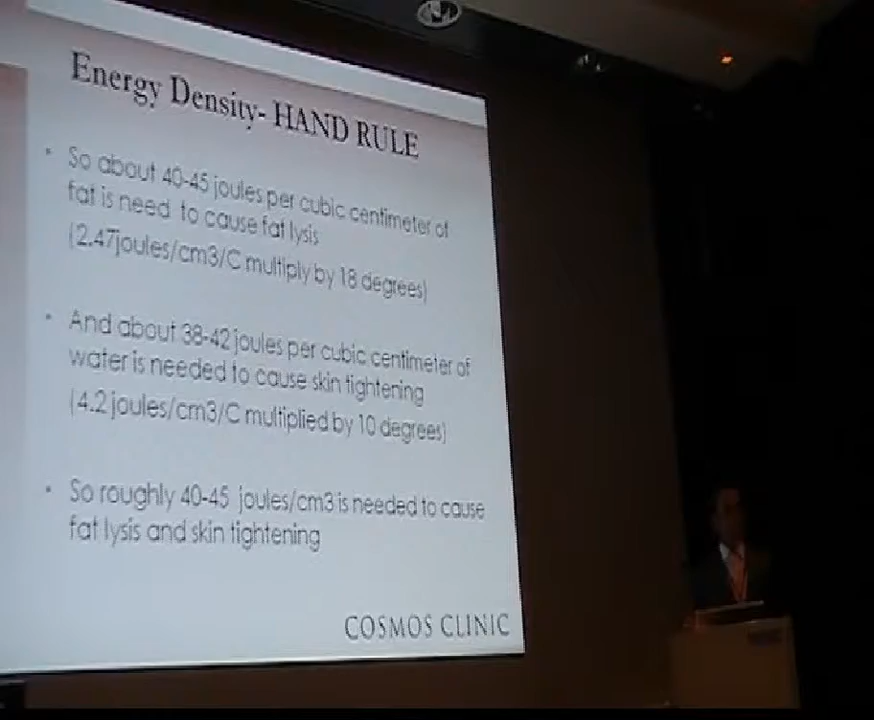 Energy Density- HAND RULE
• So about 40-45 joules per cubic centimeter of
fat is need to cause fat lysis
(2.47joules/cm3/C multiply by 18 degrees)
• And about 38-42 joules per cubic centimeter of
water is needed to cause skin tightening
(4.2 joules/cm3/C multiplied by 10 degrees)
• So roughly 40-45 joules/cm3 is needed to cause
fat lysis and skin tightening
COSMOS CLINIC